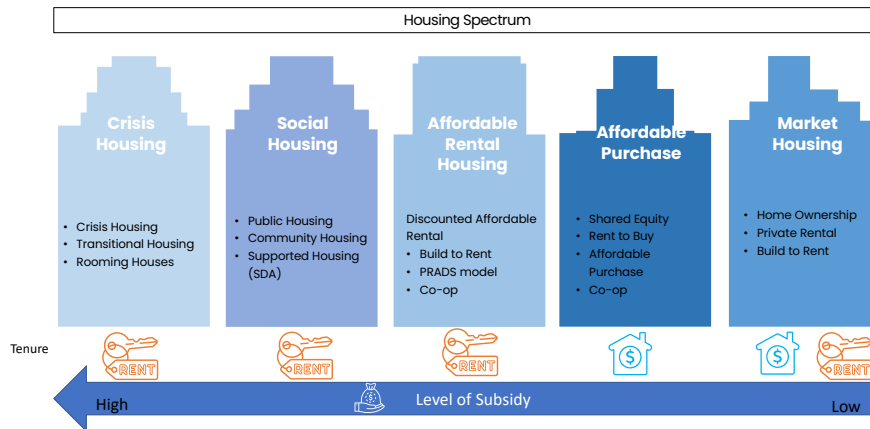 Housing Spectrum
Crisis
Housing
Social
Housing
Affordable
Rental
Housing
Affordable
Purchase
Market
Housing
• Crisis Housing
• Transitional Housing
• Rooming Houses
• Public Housing
• Community Housing
• Supported Housing
(SDA)
Discounted Affordable
Rental
• Build to Rent
• PRADS model
• Co-op
• Shared Equity
• Rent to Buy
• Affordable
Purchase
• Co-op
• Home Ownership
• Private Rental
• Build to Rent
Tenure
RENT
RENT
RENT
$
$
RENT
High
$
Level of Subsidy
Low